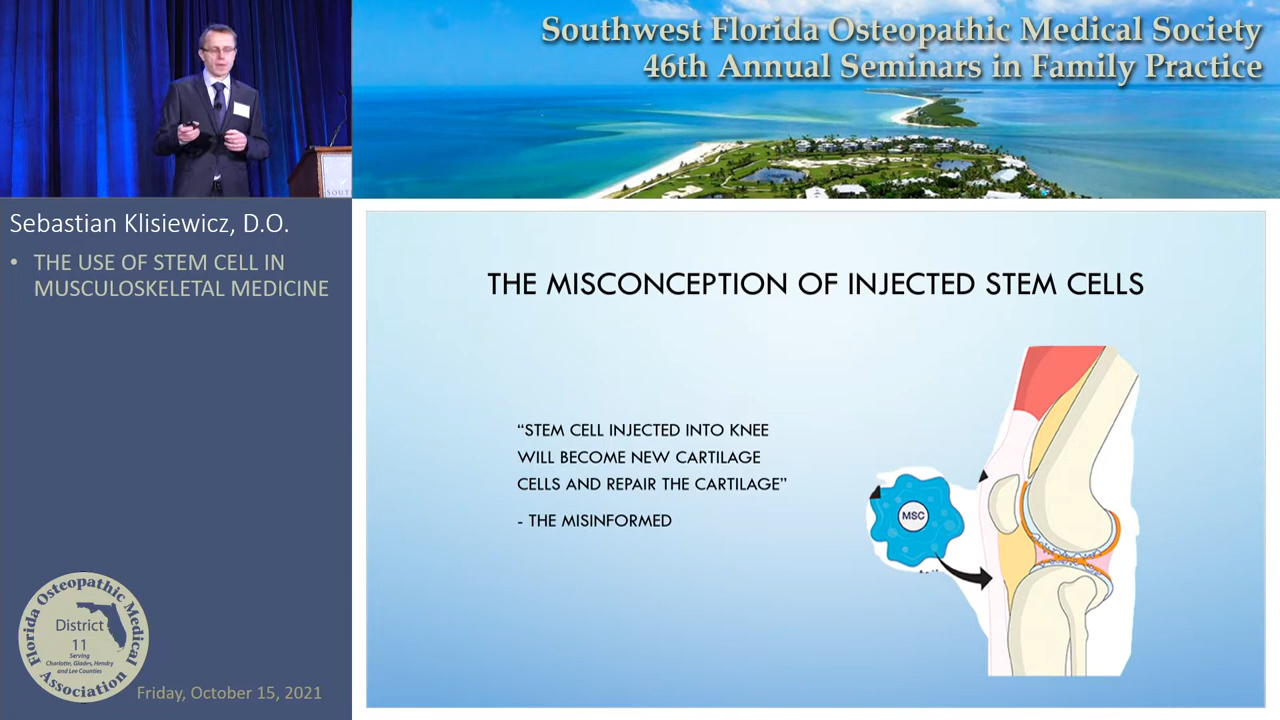 Southwest Florida Osteopathic Medical Society
46th Annual Seminars in Family Practice
Sebastian Klisiewicz, D.O.
• THE USE OF STEM CELL IN
MUSCULOSKELETAL MEDICINE
THE MISCONCEPTION OF INJECTED STEM CELLS
“STEM CELL INJECTED INTO KNEE
WILL BECOME NEW CARTILAGE
CELLS AND REPAIR THE CARTILAGE”
- THE MISINFORMED
MSC
Florida Osteopathic Medical
Association
District
11
Serving
Charlotte, Glades, Hendry
and Lee Counties
Friday, October 15, 2021